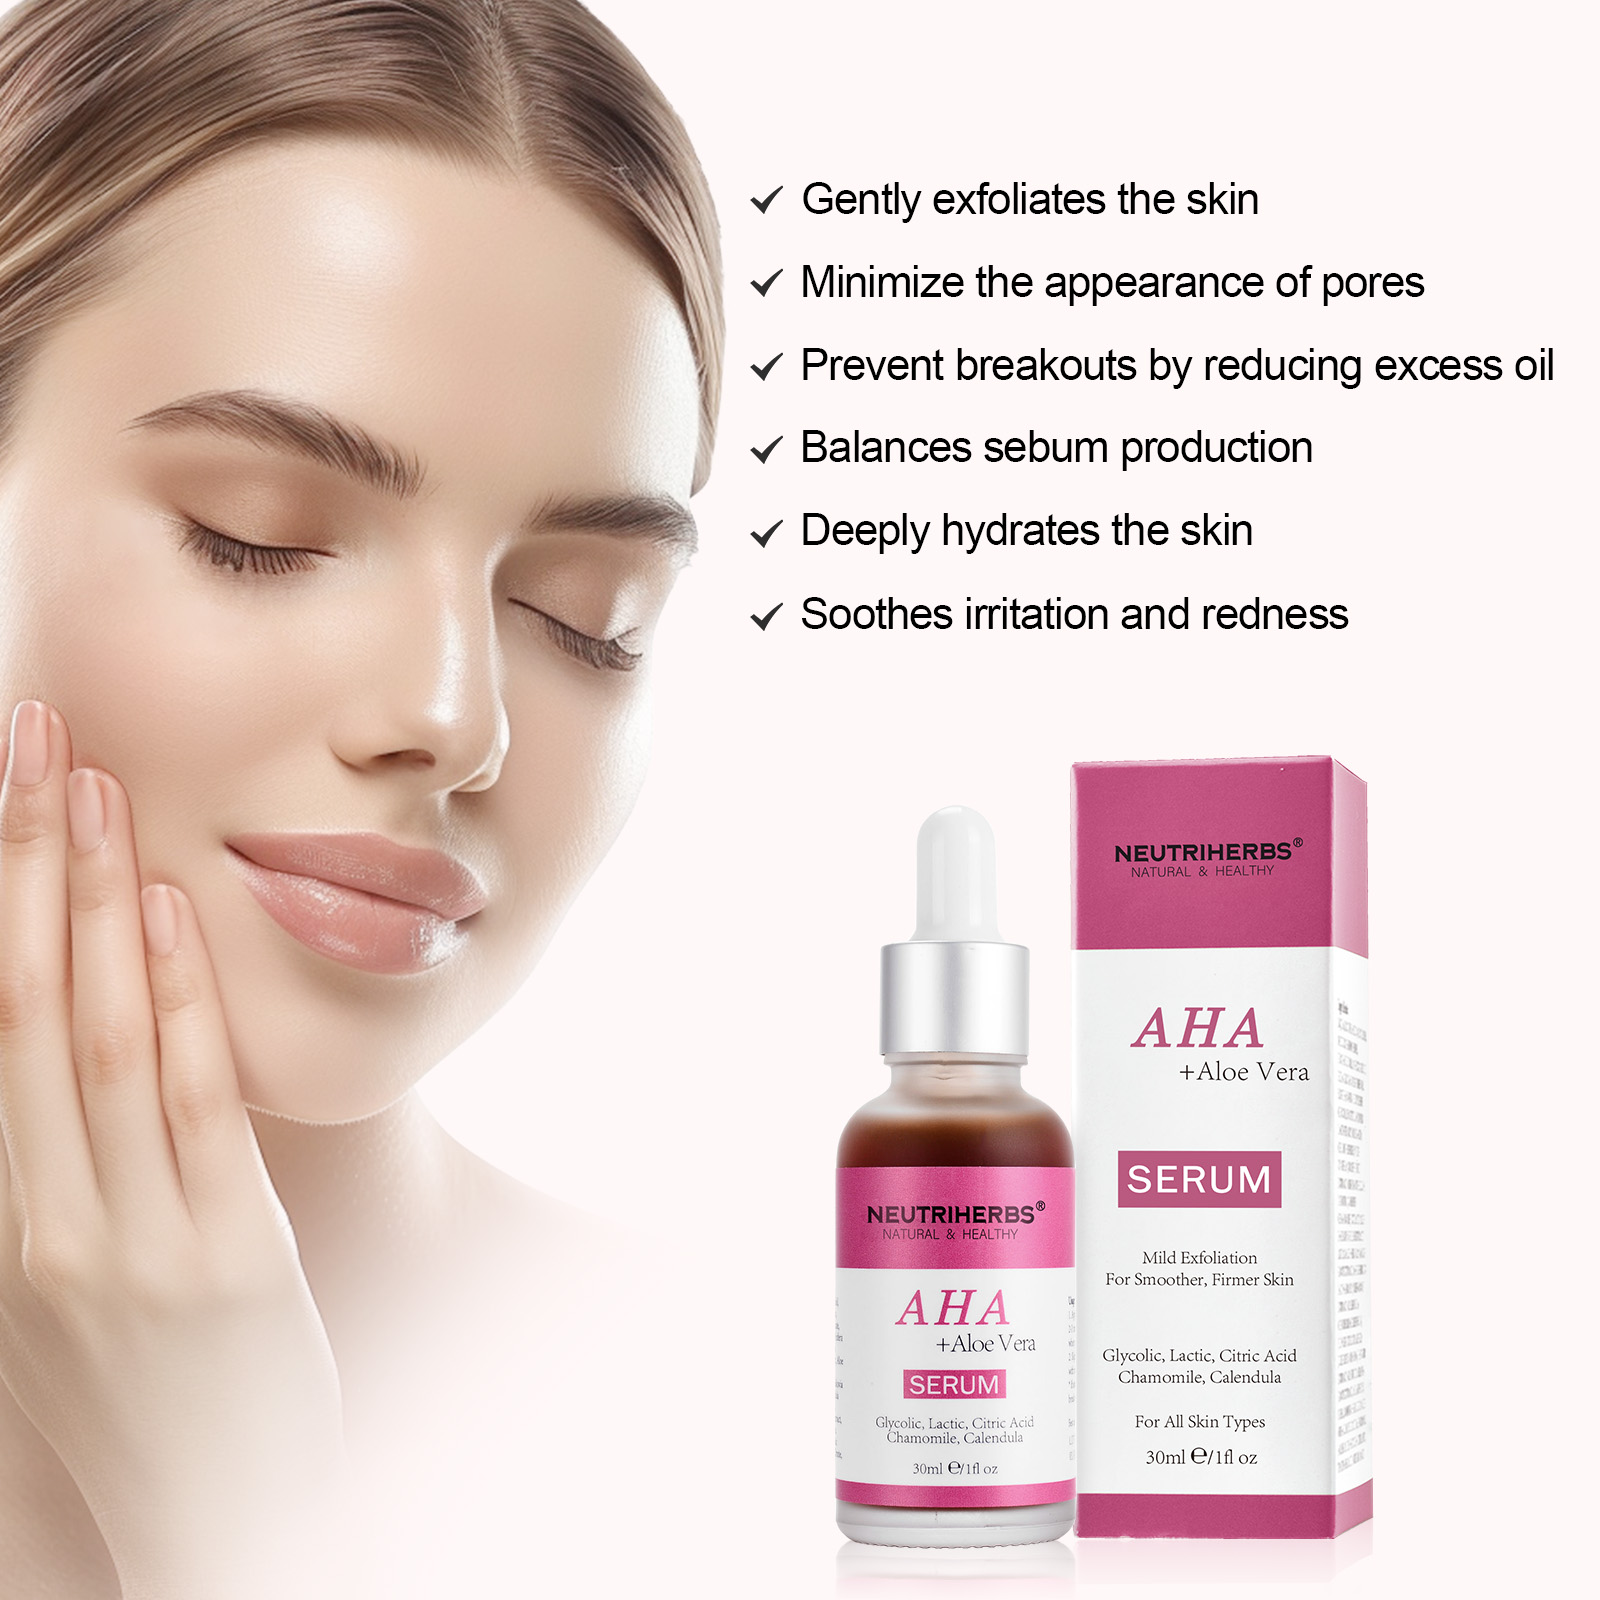 Gently exfoliates the skin
Minimize the appearance of pores
Prevent breakouts by reducing excess oil
Balances sebum production
Deeply hydrates the skin
Soothes irritation and redness
NEUTRIHERBS®
NATURAL & HEALTHY
AHA
+Aloe Vera
SERUM
Mild Exfoliation
For Smoother, Firmer Skin
Glycolic, Lactic, Citric Acid
Chamomile, Calendula
For All Skin Types
30ml ℮/1fl oz
NEUTRIHERBS®
NATURAL & HEALTHY
AHA
+Aloe Vera
SERUM
Glycolic, Lactic, Citric Acid
Chamomile, Calendula
30ml ℮/1fl oz